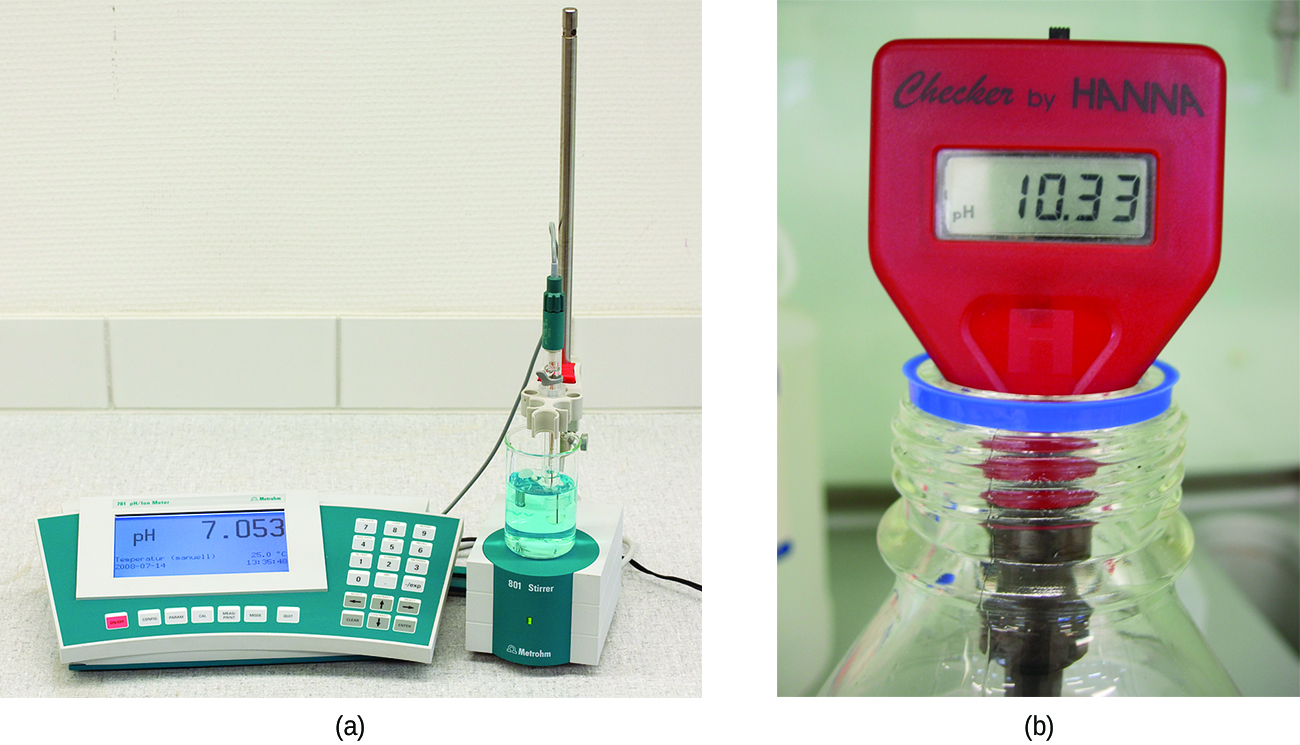 701 pH/Ion Meter
Metrohm
pH 7.053
Temperatur (manuell) 25.0 °C
2008-07-14 13:35:48
7 8 9
4 5 6
1 2 3
0 . -/exp
ON/OFF CONFIG PARAM CAL MEAS/PRINT MODE QUIT
CLEAR ENTER
801 Stirrer
Metrohm
(a)
Checker by HANNA
pH 10.33
H
(b)